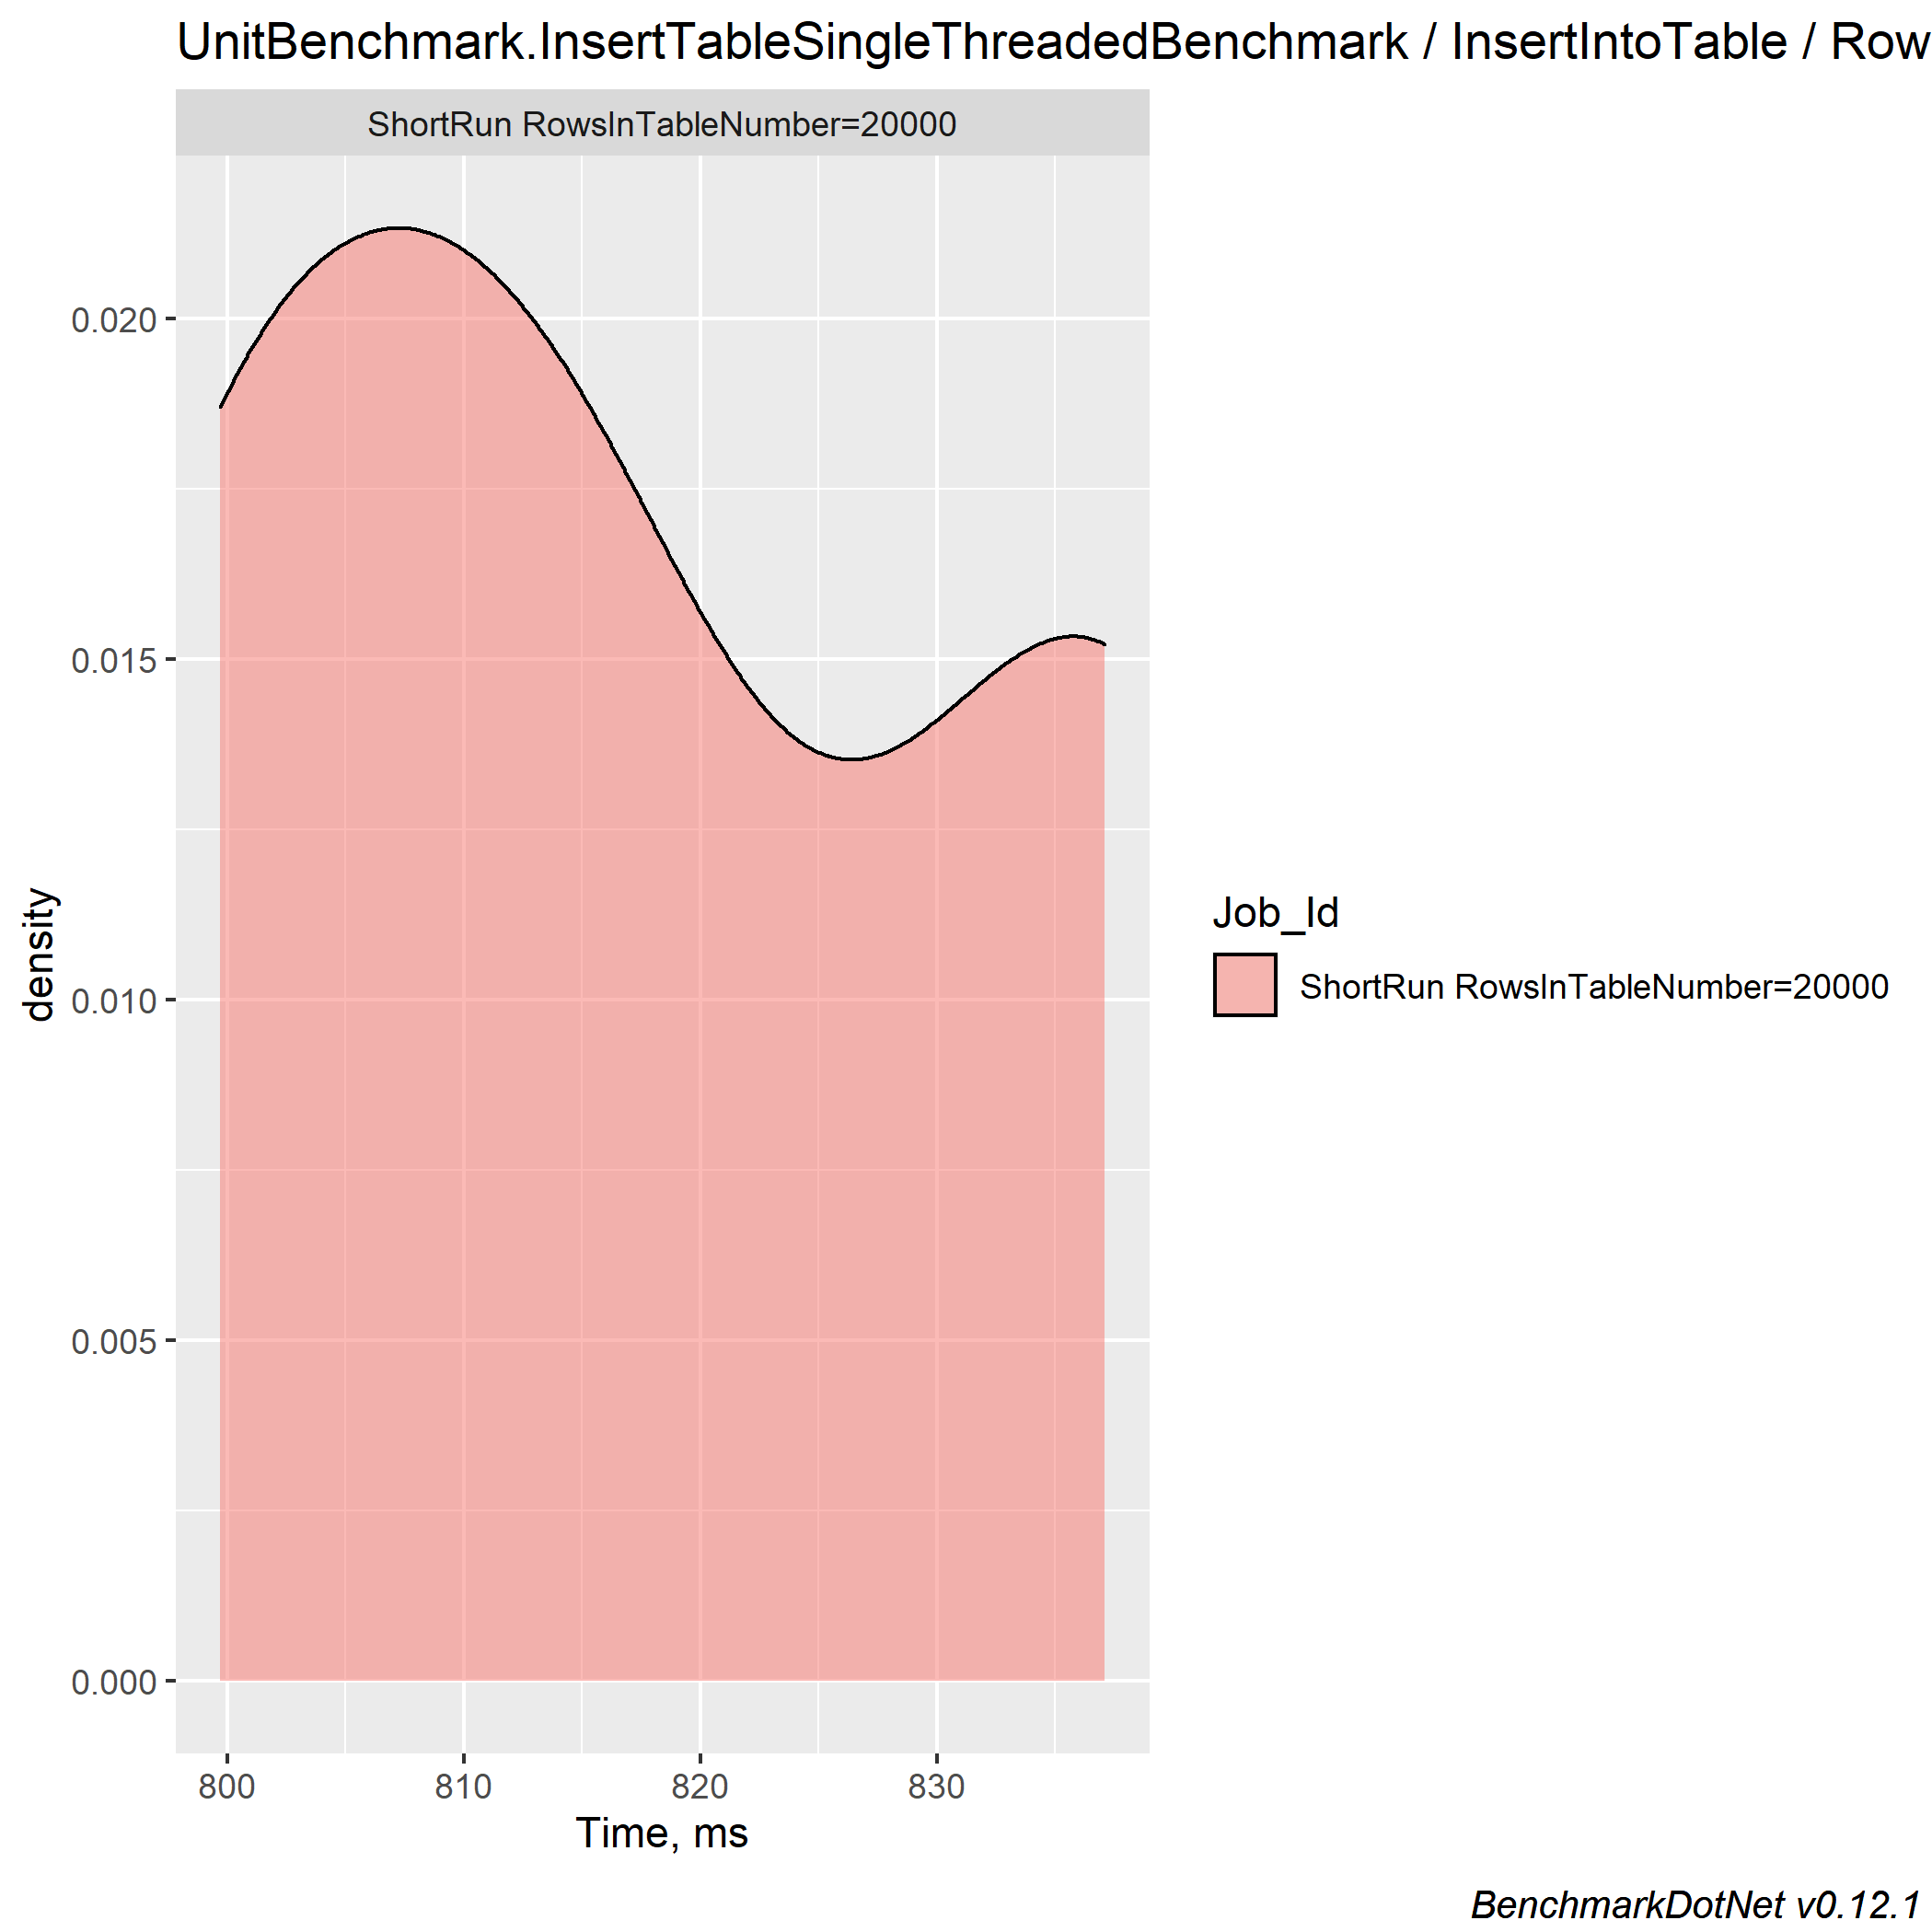 UnitBenchmark.InsertTableSingleThreadedBenchmark / InsertIntoTable / Row
ShortRun RowsInTableNumber=20000
0.020
0.015
0.010
0.005
0.000
density
800 810 820 830
Time, ms
Job_Id
ShortRun RowsInTableNumber=20000
BenchmarkDotNet v0.12.1